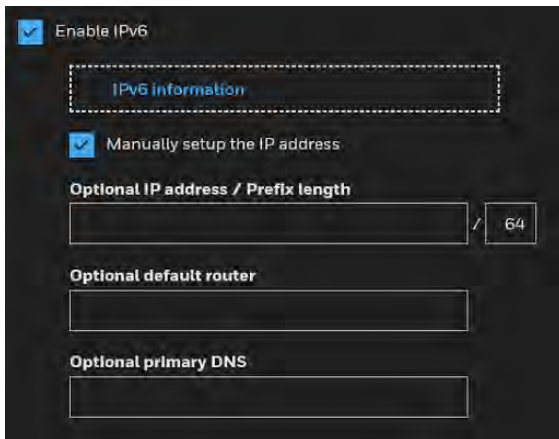 Enable IPv6
IPv6 information
Manually setup the IP address
Optional IP address / Prefix length
/ 64
Optional default router
Optional primary DNS